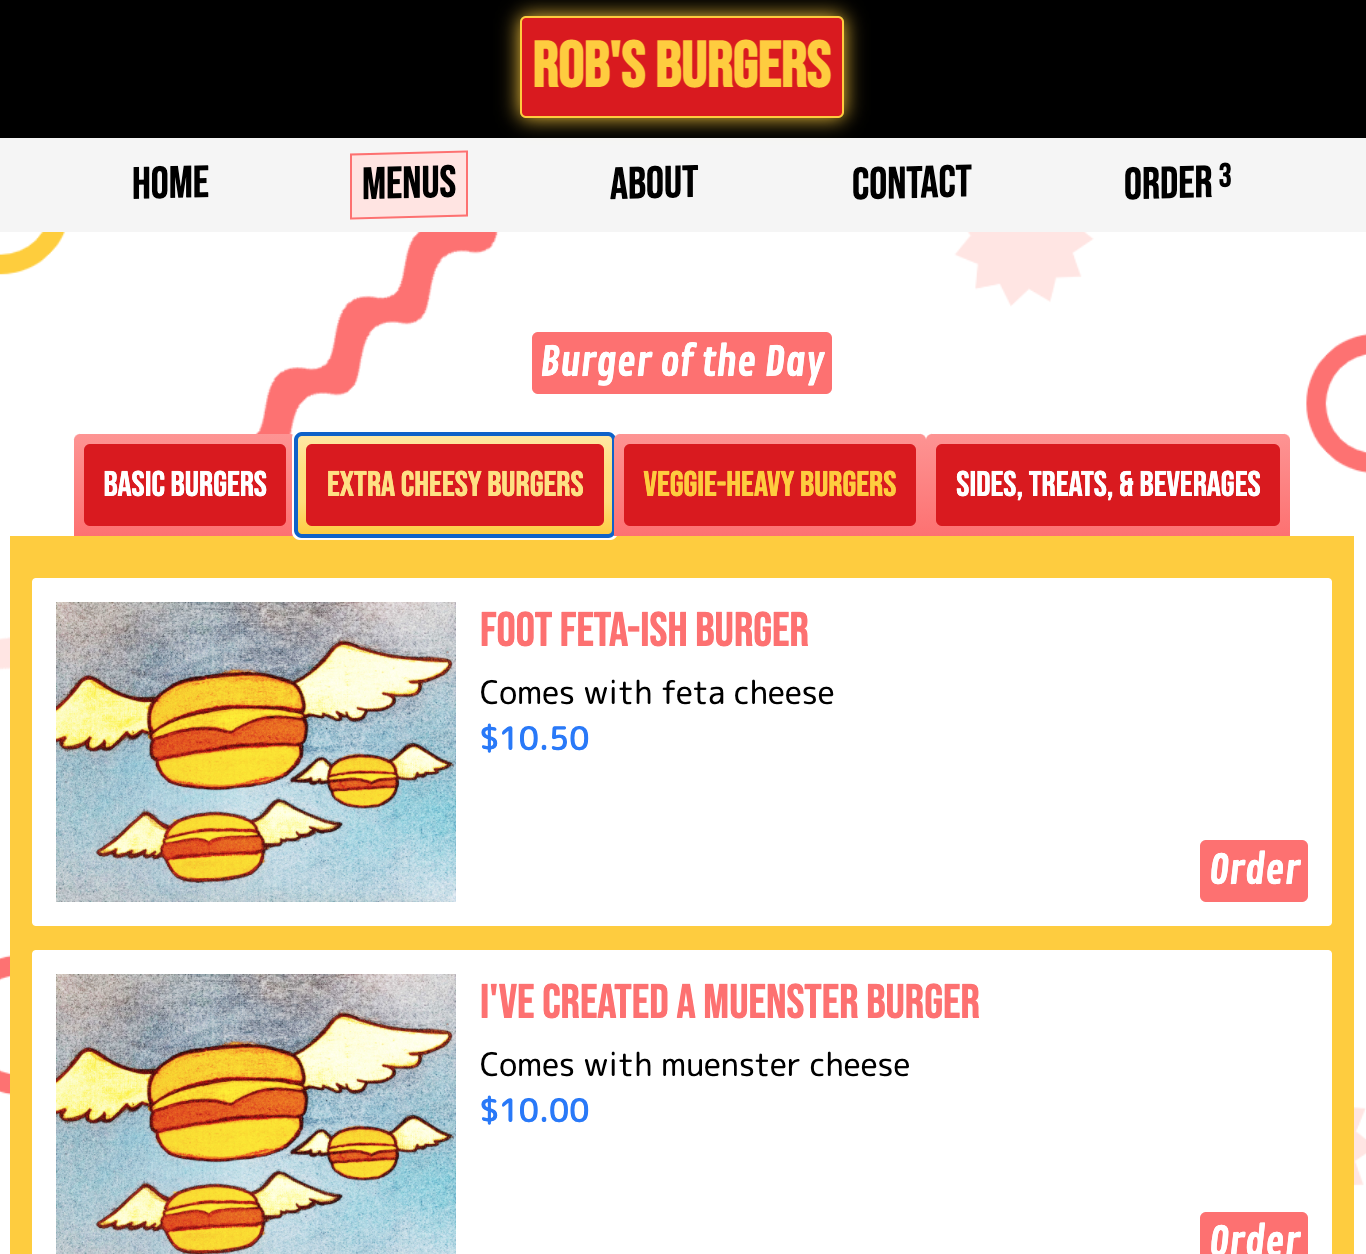 ROB'S BURGERS
HOME MENUS ABOUT CONTACT ORDER 3
Burger of the Day
BASIC BURGERS EXTRA CHEESY BURGERS VEGGIE-HEAVY BURGERS SIDES, TREATS, & BEVERAGES
FOOT FETA-ISH BURGER
Comes with feta cheese
$10.50
Order
I'VE CREATED A MUENSTER BURGER
Comes with muenster cheese
$10.00
Order